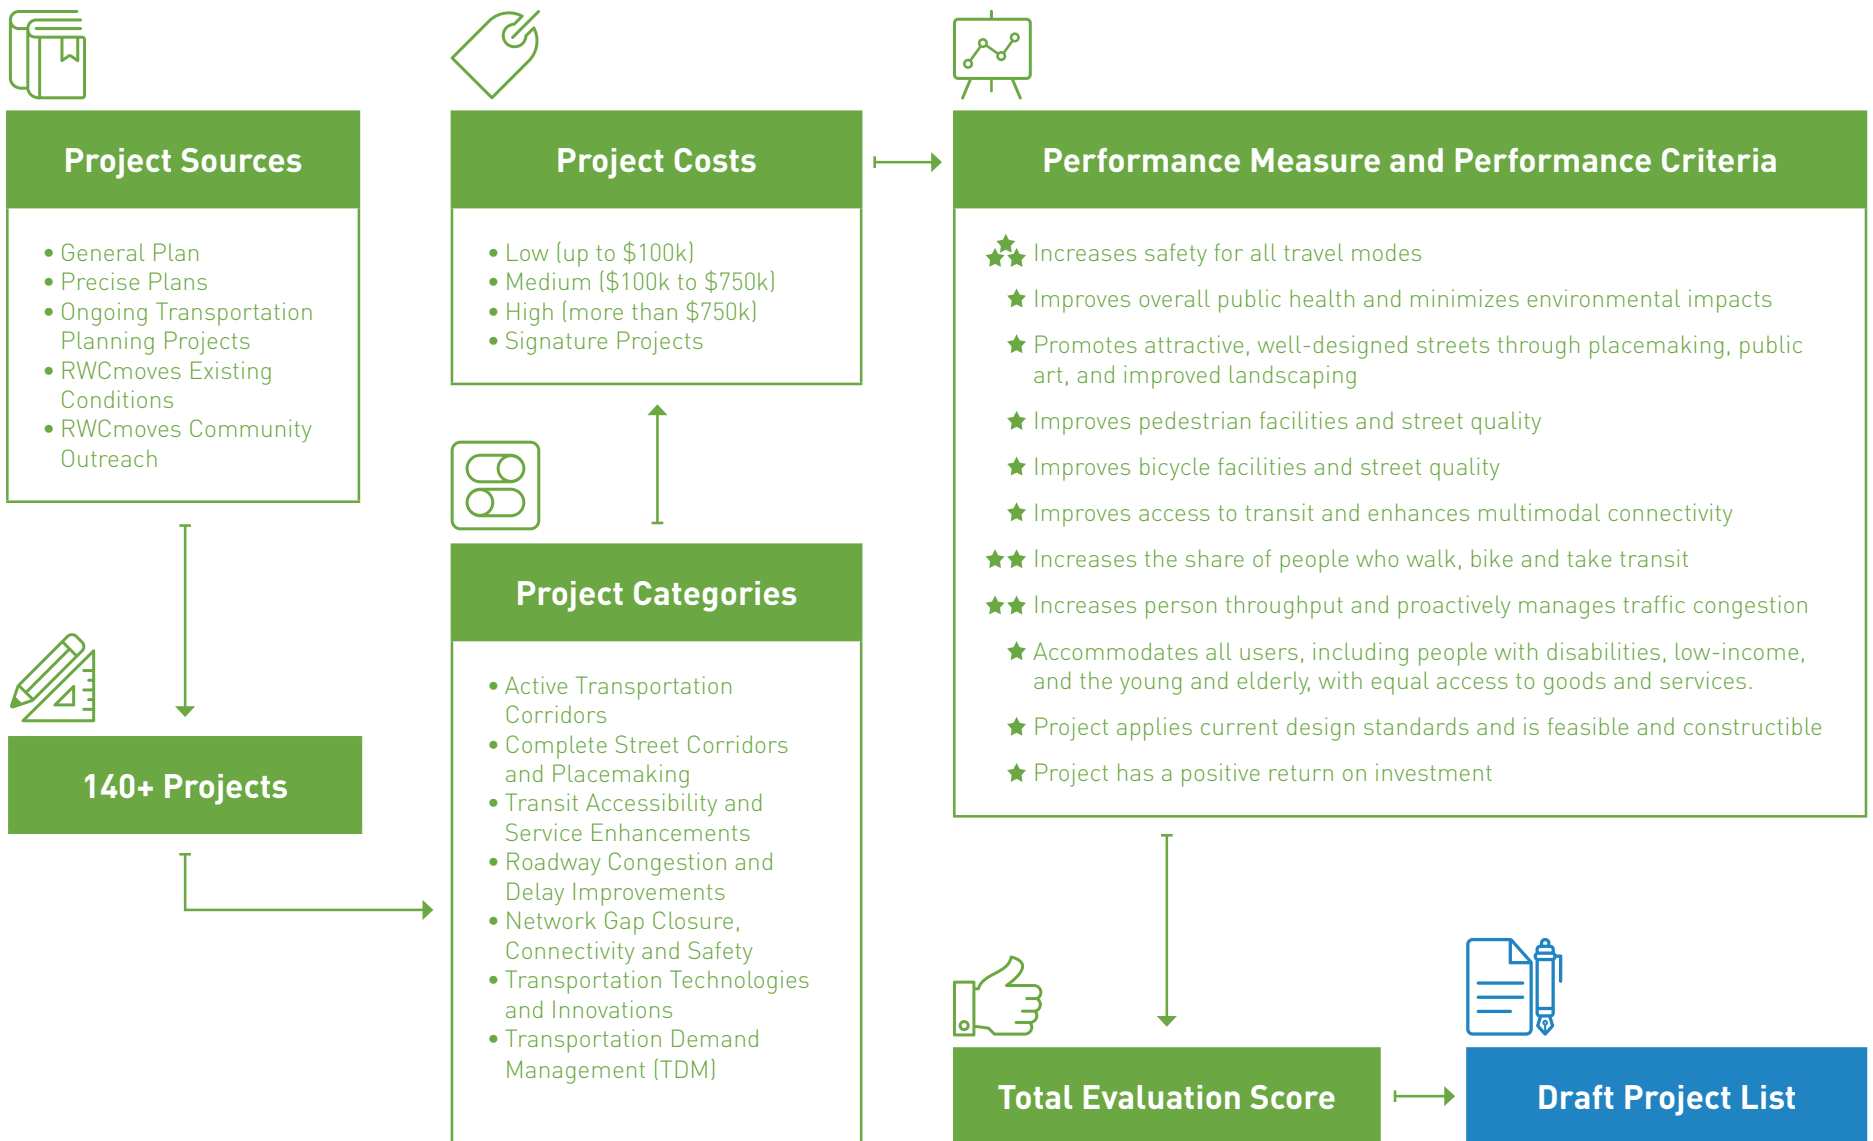 Project Sources
• General Plan
• Precise Plans
• Ongoing Transportation
Planning Projects
• RWCmoves Existing
Conditions
• RWCmoves Community
Outreach
140+ Projects
Project Categories
• Active Transportation
Corridors
• Complete Street Corridors
and Placemaking
• Transit Accessibility and
Service Enhancements
• Roadway Congestion and
Delay Improvements
• Network Gap Closure,
Connectivity and Safety
• Transportation Technologies
and Innovations
• Transportation Demand
Management (TDM)
Project Costs
• Low (up to $100k)
• Medium ($100k to $750k)
• High (more than $750k)
• Signature Projects
Performance Measure and Performance Criteria
Increases safety for all travel modes
Improves overall public health and minimizes environmental impacts
Promotes attractive, well-designed streets through placemaking, public
art, and improved landscaping
Improves pedestrian facilities and street quality
Improves bicycle facilities and street quality
Improves access to transit and enhances multimodal connectivity
Increases the share of people who walk, bike and take transit
Increases person throughput and proactively manages traffic congestion
Accommodates all users, including people with disabilities, low-income,
and the young and elderly, with equal access to goods and services.
Project applies current design standards and is feasible and constructible
Project has a positive return on investment
Total Evaluation Score
Draft Project List